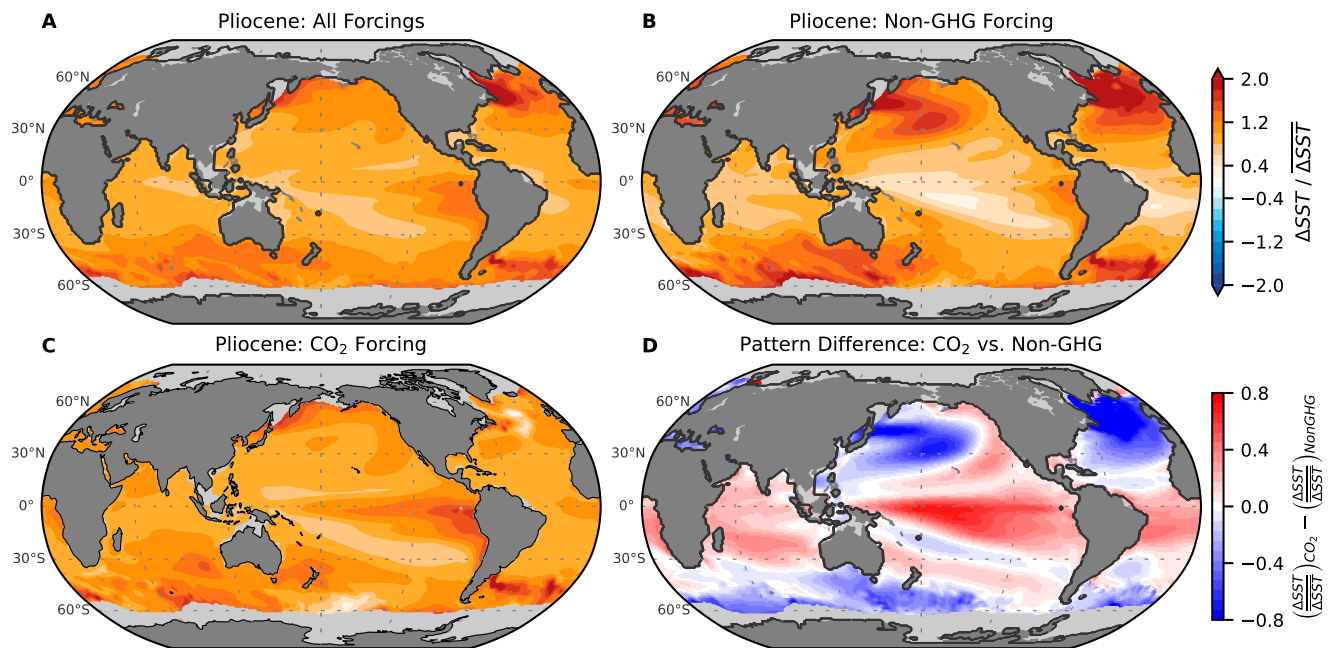 A Pliocene: All Forcings
B Pliocene: Non-GHG Forcing
60°N
30°N
0°
30°S
60°S
60°N
30°N
0°
30°S
60°S
2.0
1.2
0.4
−0.4
−1.2
−2.0
ΔSST / \overline{ΔSST}
C Pliocene: CO₂ Forcing
D Pattern Difference: CO₂ vs. Non-GHG
60°N
30°N
0°
30°S
60°S
60°N
30°N
0°
30°S
60°S
0.8
0.4
0.0
−0.4
−0.8
(ΔSST / \overline{ΔSST})_{CO₂} − (ΔSST / \overline{ΔSST})_{NonGHG}